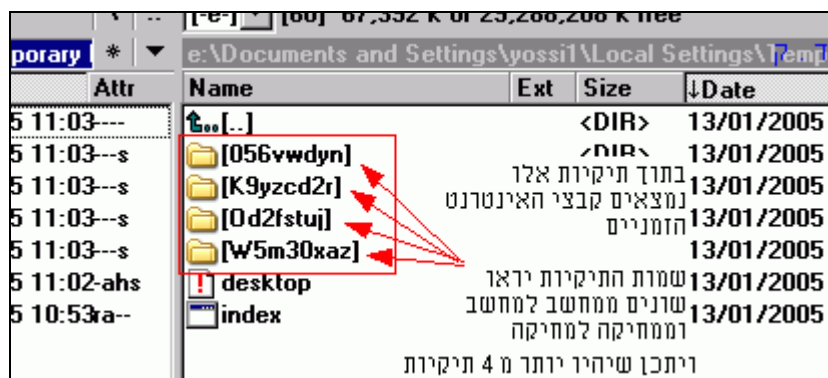 [-e-] [60] 67,392 k of 25,288,208 k free
porary * ▼ e:\Documents and Settings\yossi1\Local Settings\Temp
Attr Name Ext Size ↓Date
5 11:03---- [..] <DIR> 13/01/2005
5 11:03---s [056vwdyn] <DIR> 13/01/2005
5 11:03---s [K9yzcd2r] 13/01/2005
5 11:03---s [Od2fstuj] 13/01/2005
5 11:03---s [W5m30xaz] 13/01/2005
5 11:02-ahs desktop 13/01/2005
5 10:53ra-- index 13/01/2005
בתוך תיקיות אלו
נמצאים קבצי האינטרנט
הזמניים
שמות התיקיות יראו
שונים ממחשב למחשב
וממחיקה למחיקה
ויתכן שיהיו יותר מ 4 תיקיות